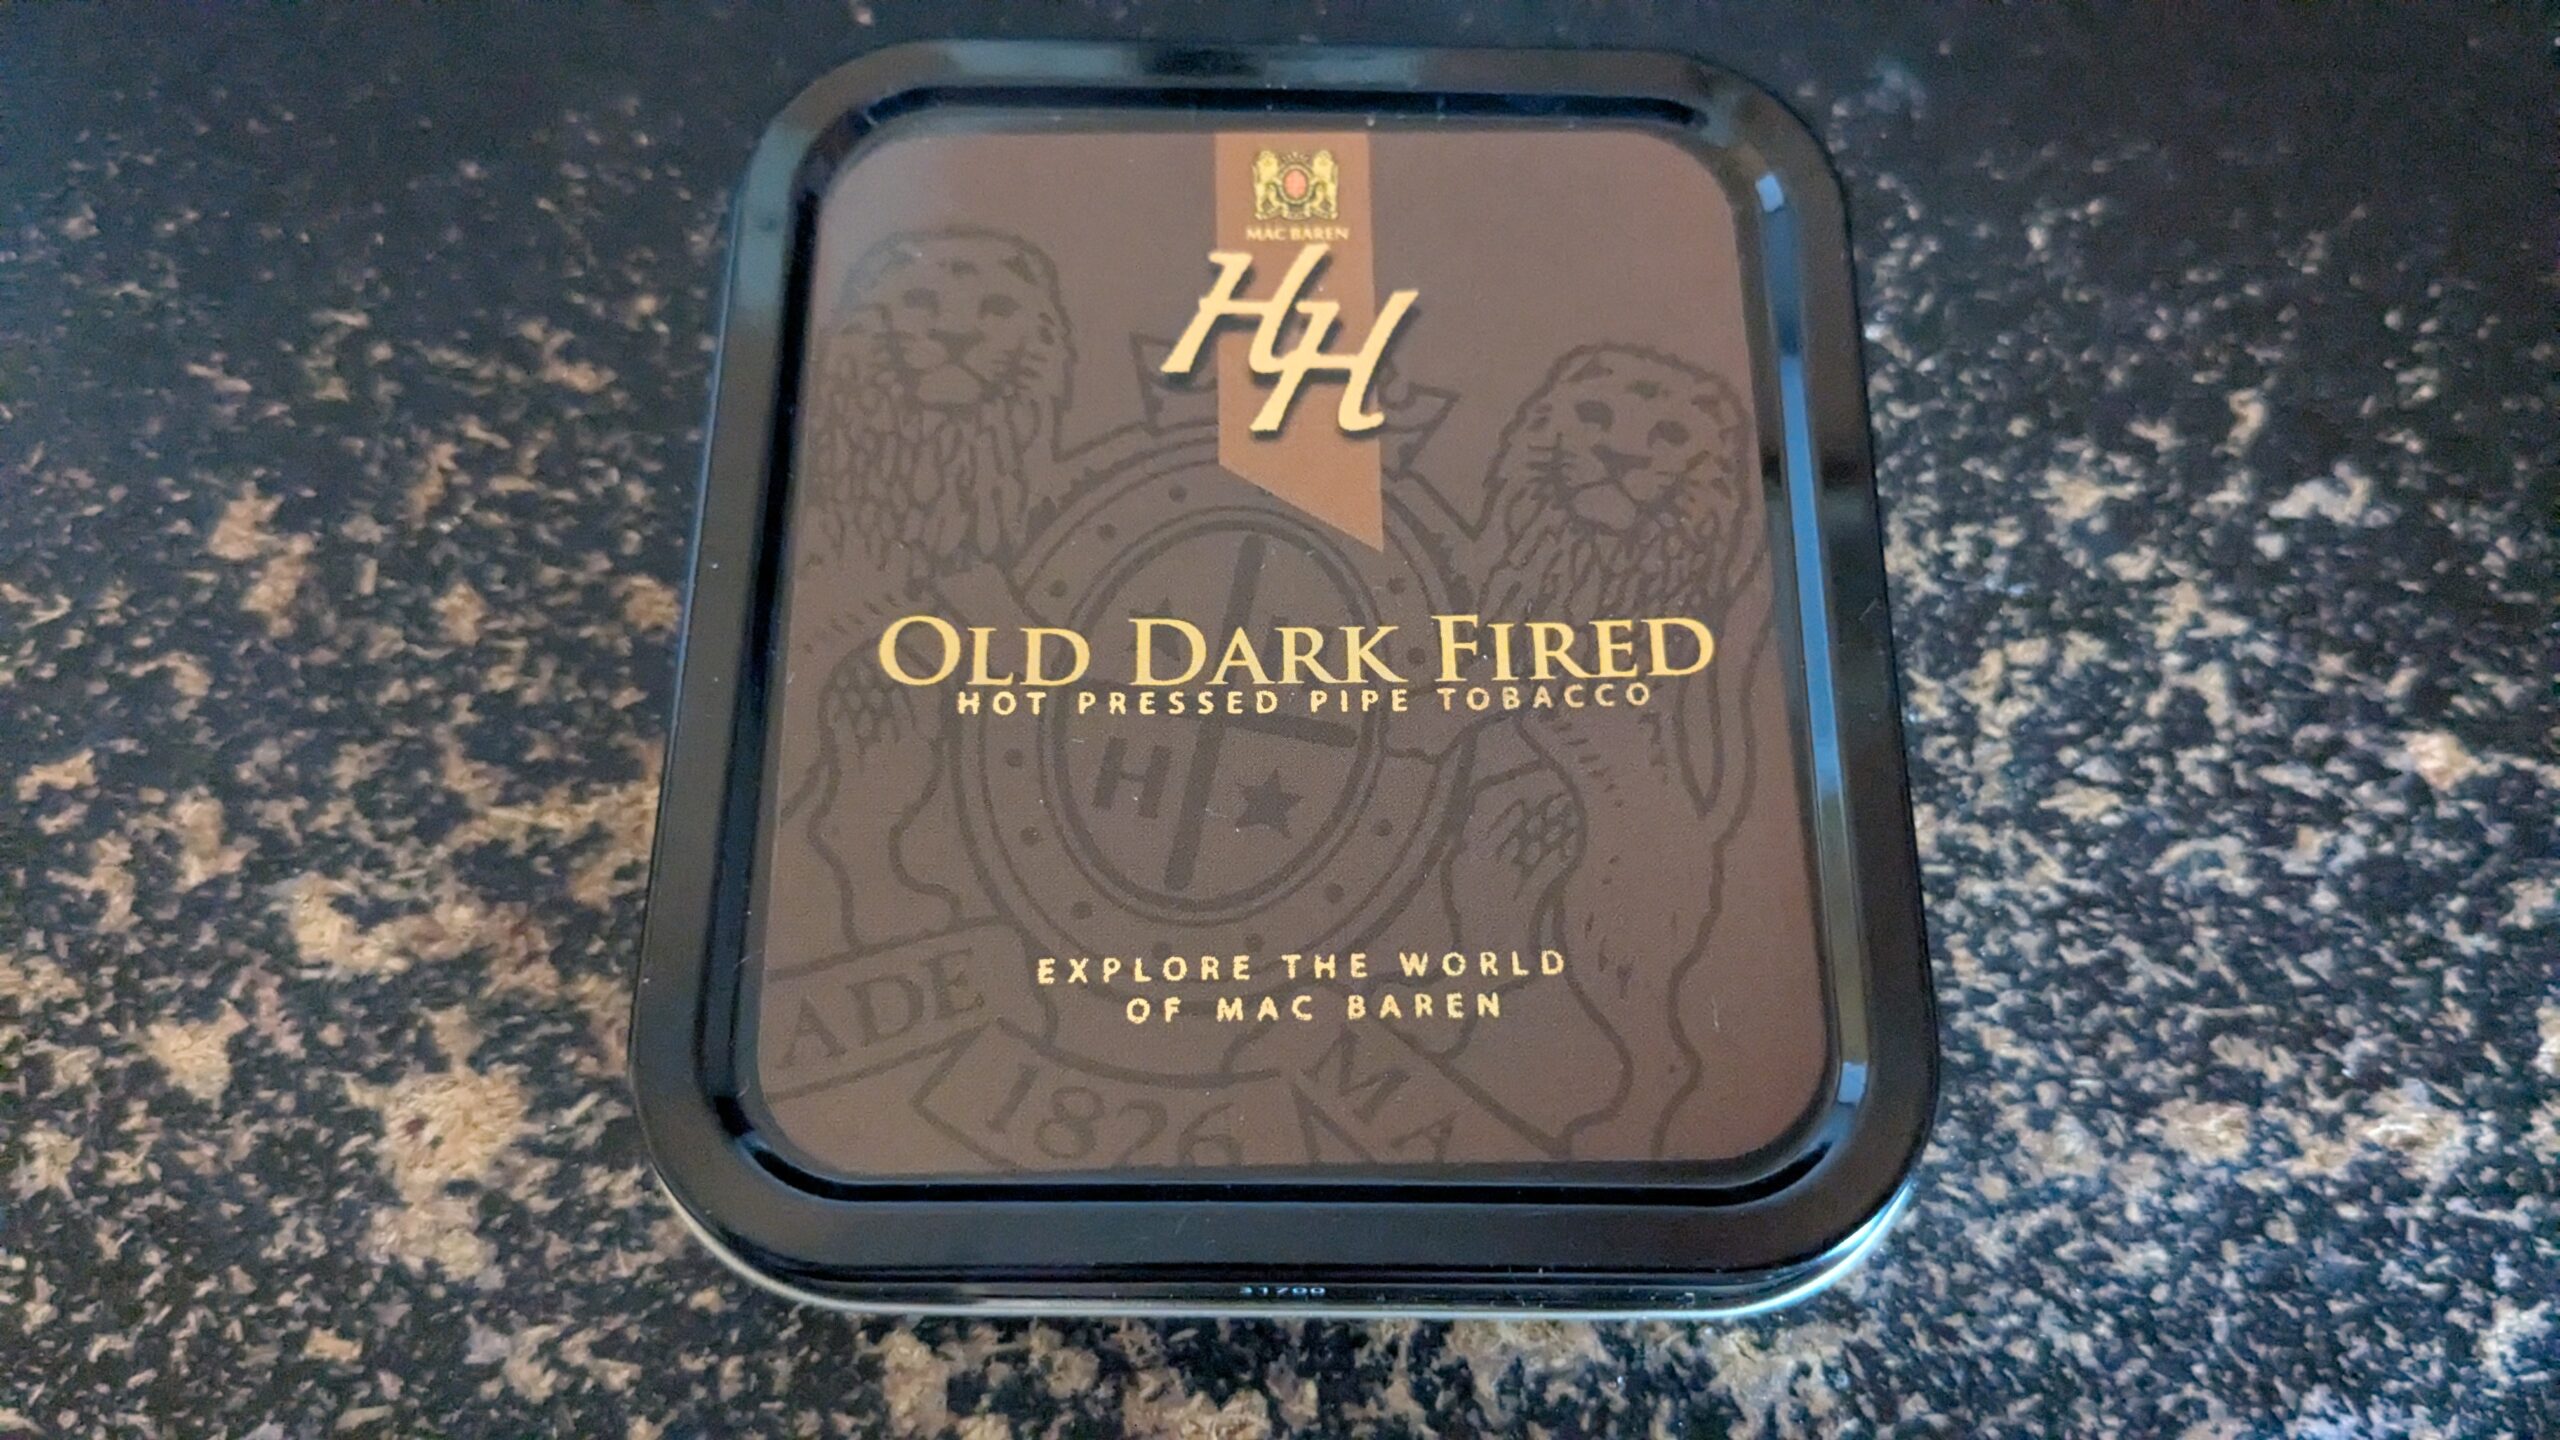 MAC BAREN
HH
OLD DARK FIRED
HOT PRESSED PIPE TOBACCO
H
EXPLORE THE WORLD
OF MAC BAREN
ADE
1826
MA